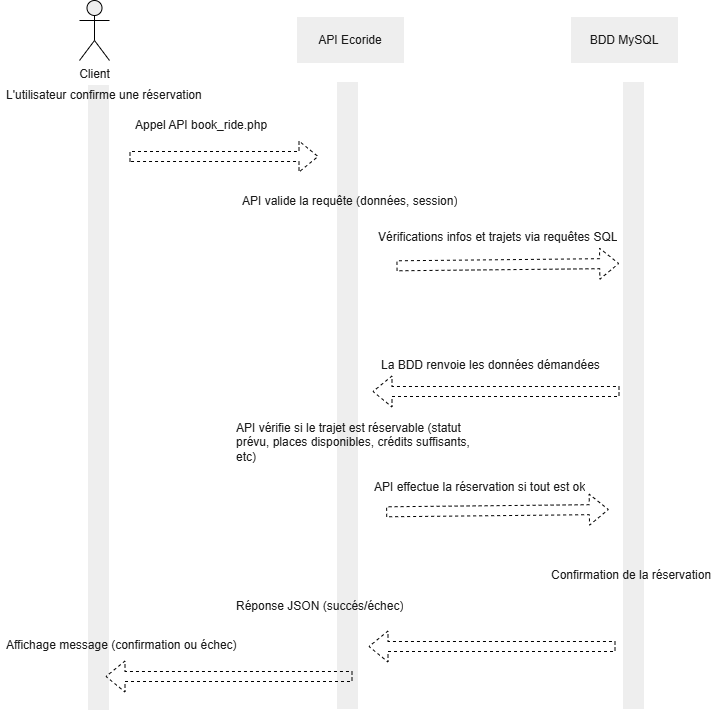 API Ecoride
BDD MySQL
Client
L'utilisateur confirme une réservation
Appel API book_ride.php
API valide la requête (données, session)
Vérifications infos et trajets via requêtes SQL
La BDD renvoie les données démandées
API vérifie si le trajet est réservable (statut
prévu, places disponibles, crédits suffisants,
etc)
API effectue la réservation si tout est ok
Confirmation de la réservation
Réponse JSON (succés/échec)
Affichage message (confirmation ou échec)